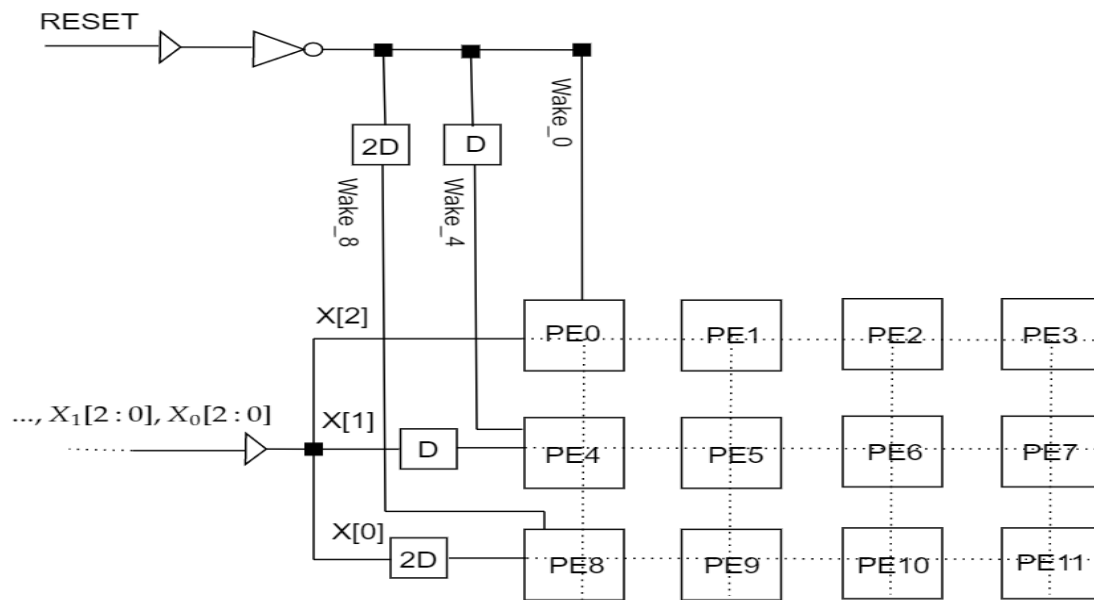 RESET
Wake_0
2D
D
Wake_8
Wake_4
X[2]
PE0
PE1
PE2
PE3
..., X₁[2 : 0], X₀[2 : 0]
X[1]
D
PE4
PE5
PE6
PE7
X[0]
2D
PE8
PE9
PE10
PE11